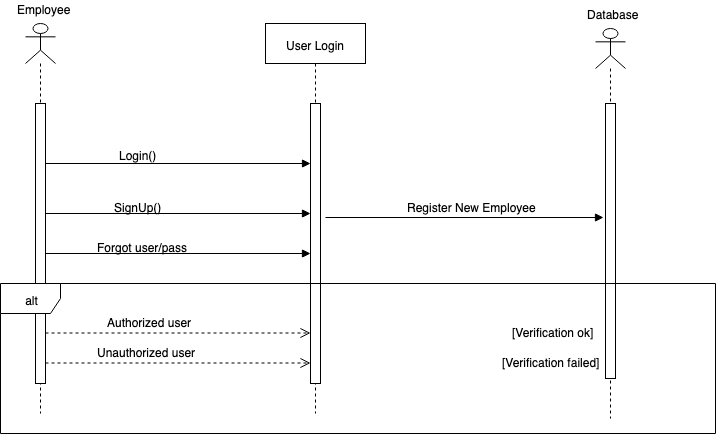 Employee
Database
User Login
Login()
SignUp()
Register New Employee
Forgot user/pass
alt
Authorized user
[Verification ok]
Unauthorized user
[Verification failed]